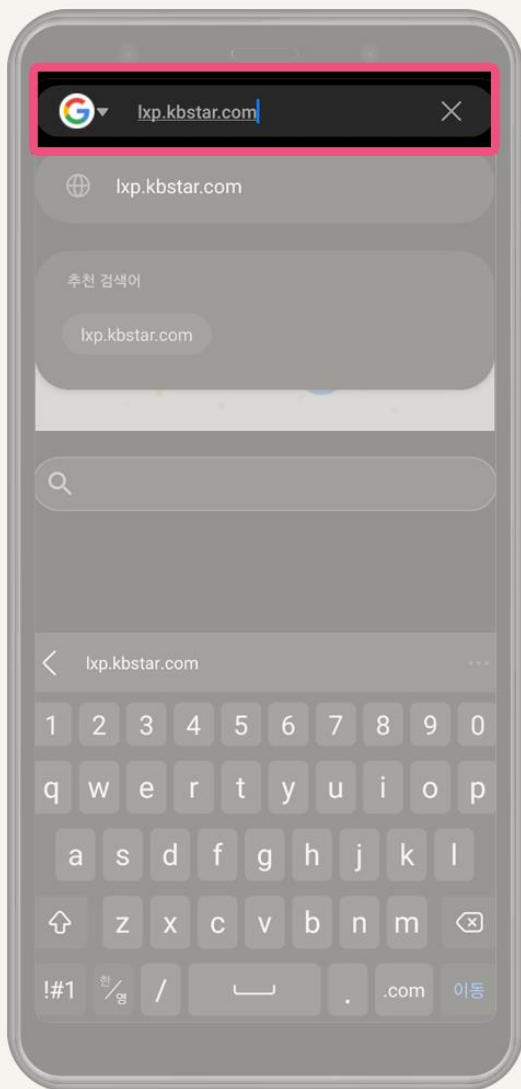 lxp.kbstar.com
lxp.kbstar.com
추천 검색어
lxp.kbstar.com
lxp.kbstar.com
1 2 3 4 5 6 7 8 9 0
q w e r t y u i o p
a s d f g h j k l
z x c v b n m
!#1 한/영 / . .com 이동